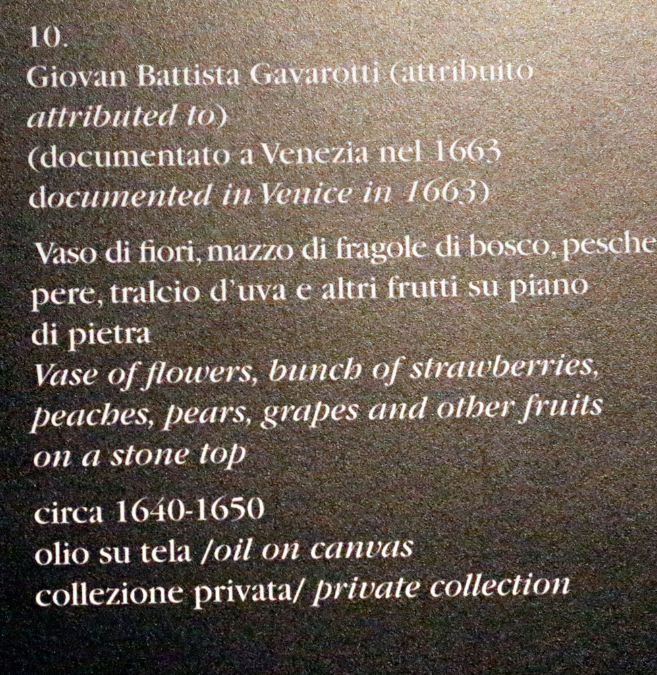 10.
Giovan Battista Gavarotti (attribuito
attributed to)
(documentato a Venezia nel 1663
documented in Venice in 1663)
Vaso di fiori, mazzo di fragole di bosco, pesche
pere, tralcio d'uva e altri frutti su piano
di pietra
Vase of flowers, bunch of strawberries,
peaches, pears, grapes and other fruits
on a stone top
circa 1640-1650
olio su tela /oil on canvas
collezione privata/ private collection